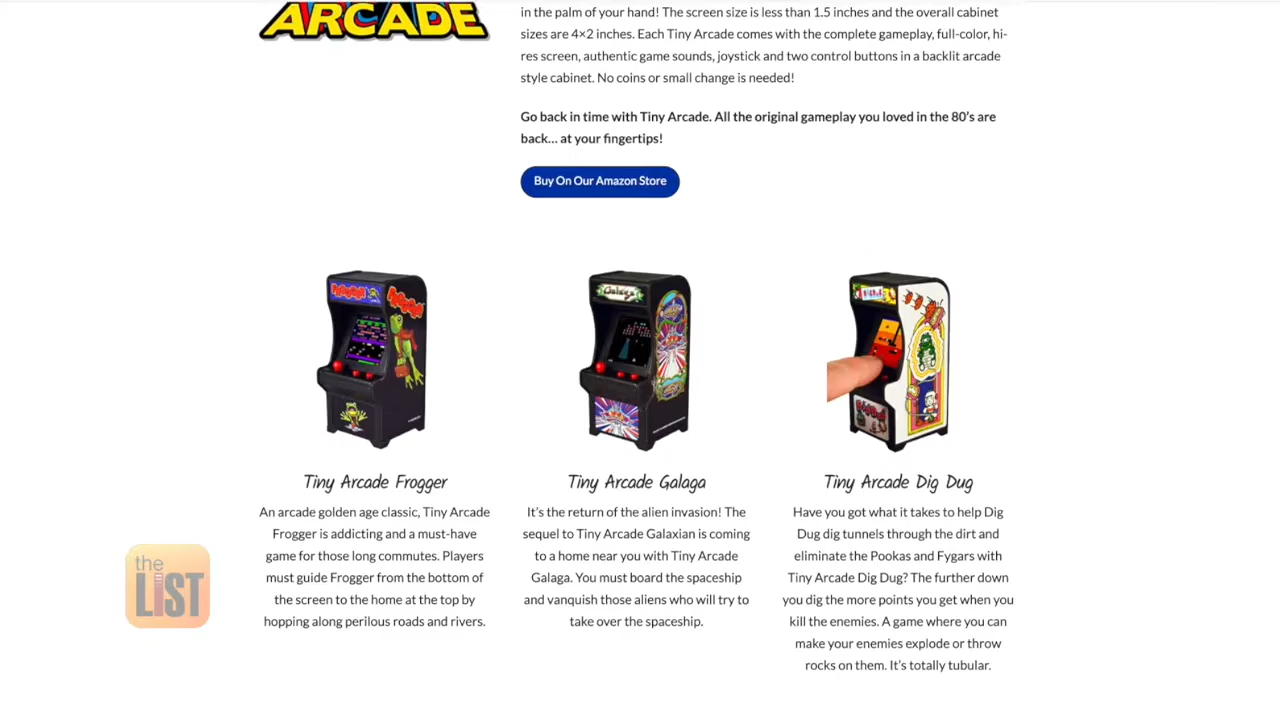 ARCADE
in the palm of your hand! The screen size is less than 1.5 inches and the overall cabinet
sizes are 4×2 inches. Each Tiny Arcade comes with the complete gameplay, full-color, hi-
res screen, authentic game sounds, joystick and two control buttons in a backlit arcade
style cabinet. No coins or small change is needed!
Go back in time with Tiny Arcade. All the original gameplay you loved in the 80's are
back... at your fingertips!
Buy On Our Amazon Store
Galaga
Tiny Arcade Frogger
An arcade golden age classic, Tiny Arcade
Frogger is addicting and a must-have
game for those long commutes. Players
must guide Frogger from the bottom of
the screen to the home at the top by
hopping along perilous roads and rivers.
Tiny Arcade Galaga
It's the return of the alien invasion! The
sequel to Tiny Arcade Galaxian is coming
to a home near you with Tiny Arcade
Galaga. You must board the spaceship
and vanquish those aliens who will try to
take over the spaceship.
Tiny Arcade Dig Dug
Have you got what it takes to help Dig
Dug dig tunnels through the dirt and
eliminate the Pookas and Fygars with
Tiny Arcade Dig Dug? The further down
you dig the more points you get when you
kill the enemies. A game where you can
make your enemies explode or throw
rocks on them. It's totally tubular.
the
LIST